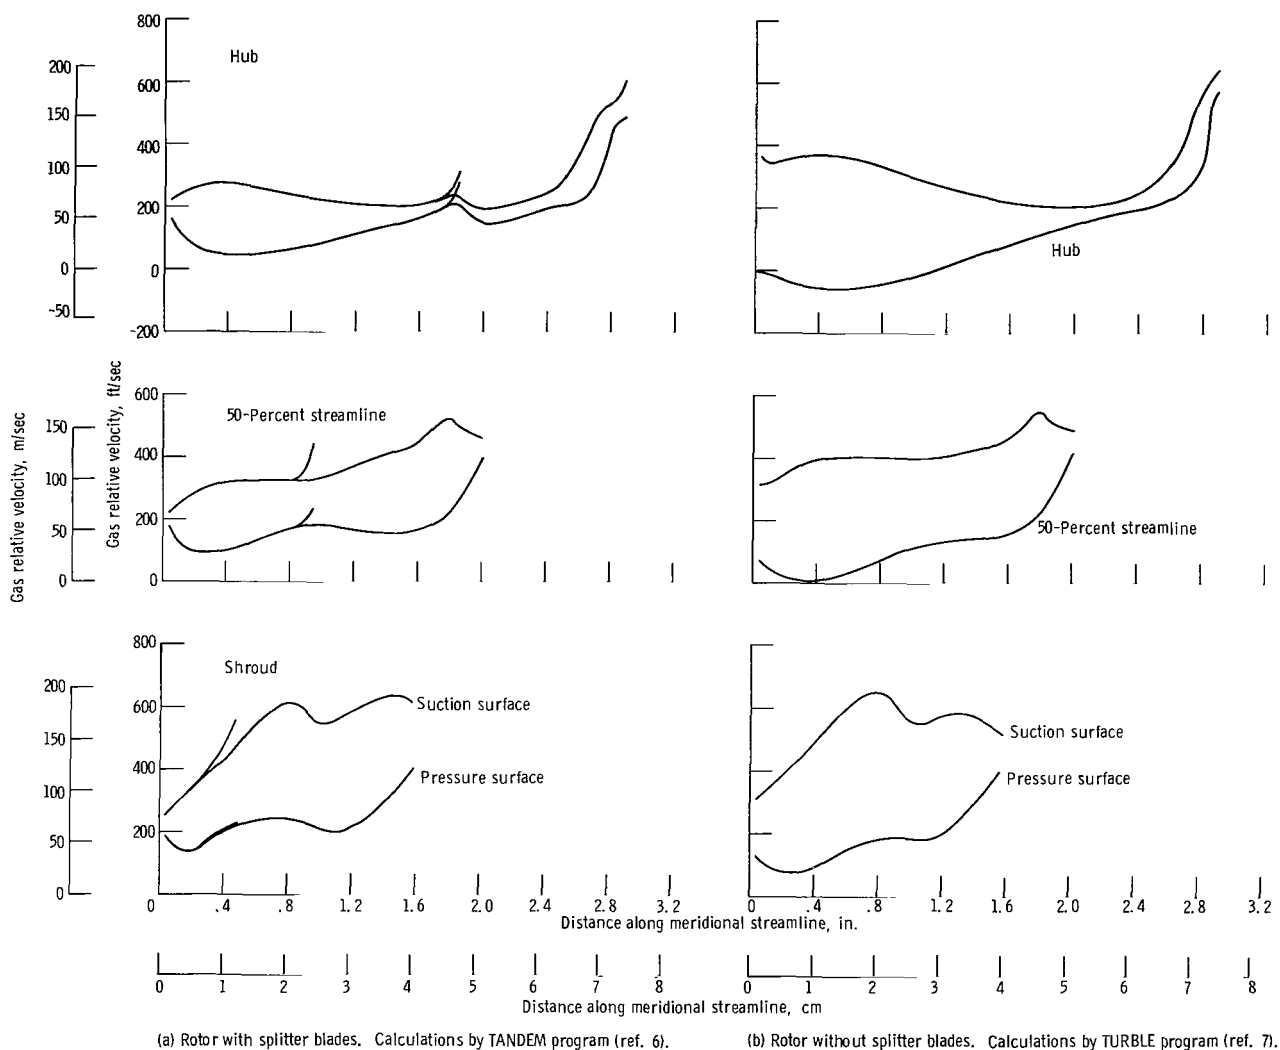 800
600
400
200
0
-200
200
150
100
50
0
-50
Hub
Hub
600
400
200
0
150
100
50
0
50-Percent streamline
50-Percent streamline
Gas relative velocity, m/sec
Gas relative velocity, ft/sec
800
600
400
200
0
200
150
100
50
0
Shroud
Suction surface
Pressure surface
Suction surface
Pressure surface
0 .4 .8 1.2 1.6 2.0 2.4 2.8 3.2
0 .4 .8 1.2 1.6 2.0 2.4 2.8 3.2
Distance along meridional streamline, in.
0 1 2 3 4 5 6 7 8
0 1 2 3 4 5 6 7 8
Distance along meridional streamline, cm
(a) Rotor with splitter blades. Calculations by TANDEM program (ref. 6).
(b) Rotor without splitter blades. Calculations by TURBLE program (ref. 7).